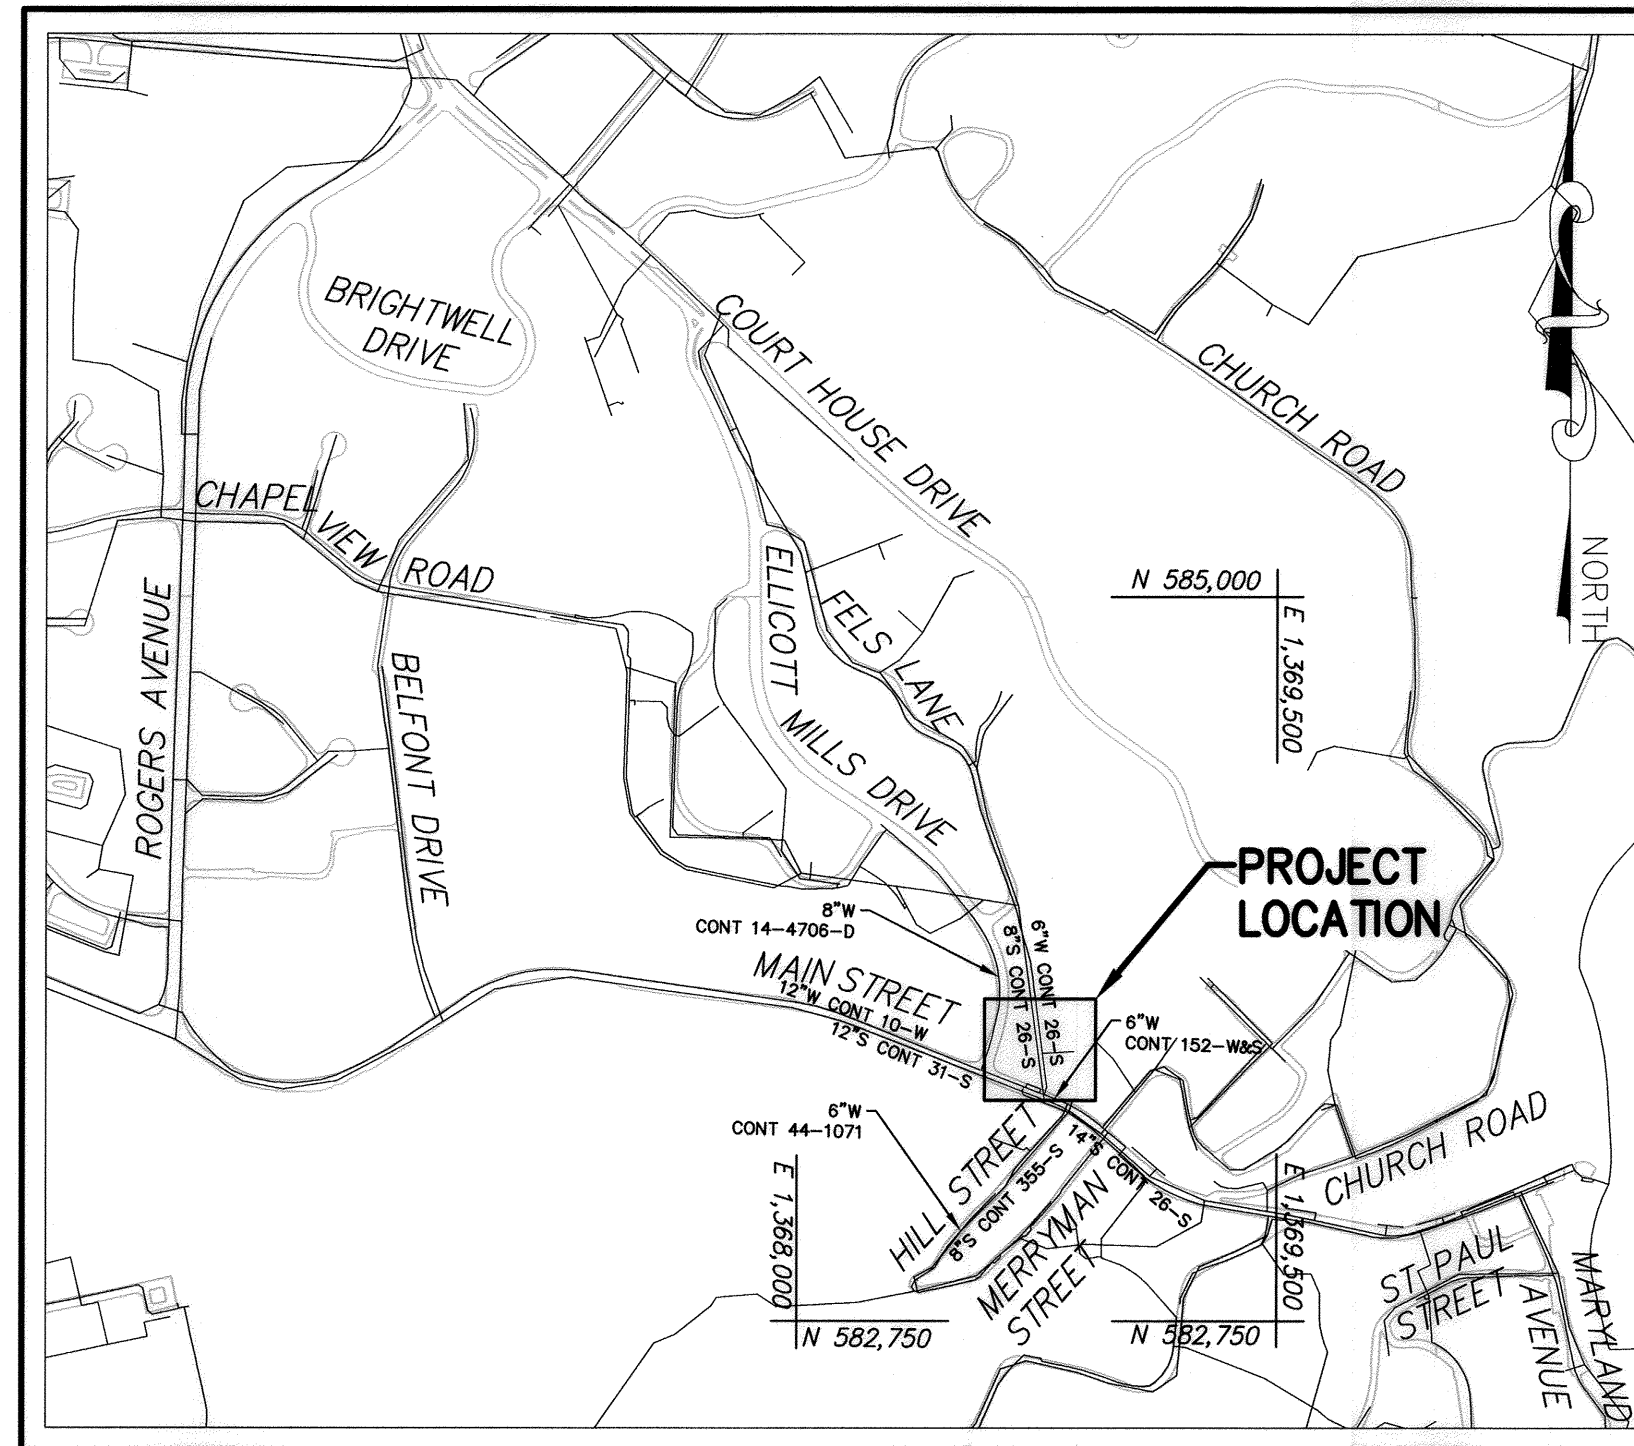 BRIGHTWELL
DRIVE
COURT HOUSE DRIVE
CHURCH ROAD
NORTH
CHAPEL VIEW ROAD
ROGERS AVENUE
BELFONT DRIVE
ELLICOTT MILLS DRIVE
FELS LANE
N 585,000
E 1,369,500
PROJECT
LOCATION
8"W
CONT 14-4706-D
6"W CONT 26-S
8"S CONT 26-S
MAIN STREET
12"W CONT 10-W
12"S CONT 31-S
6"W
CONT 152-W&S
6"W
CONT 44-1071
HILL STREET
8"S CONT 355-S
14"S CONT 26-S
MERRYMAN
STREET
CHURCH ROAD
E 1,368,000
N 582,750
E 1,369,500
N 582,750
ST PAUL
STREET
MARYLAND
AVENUE